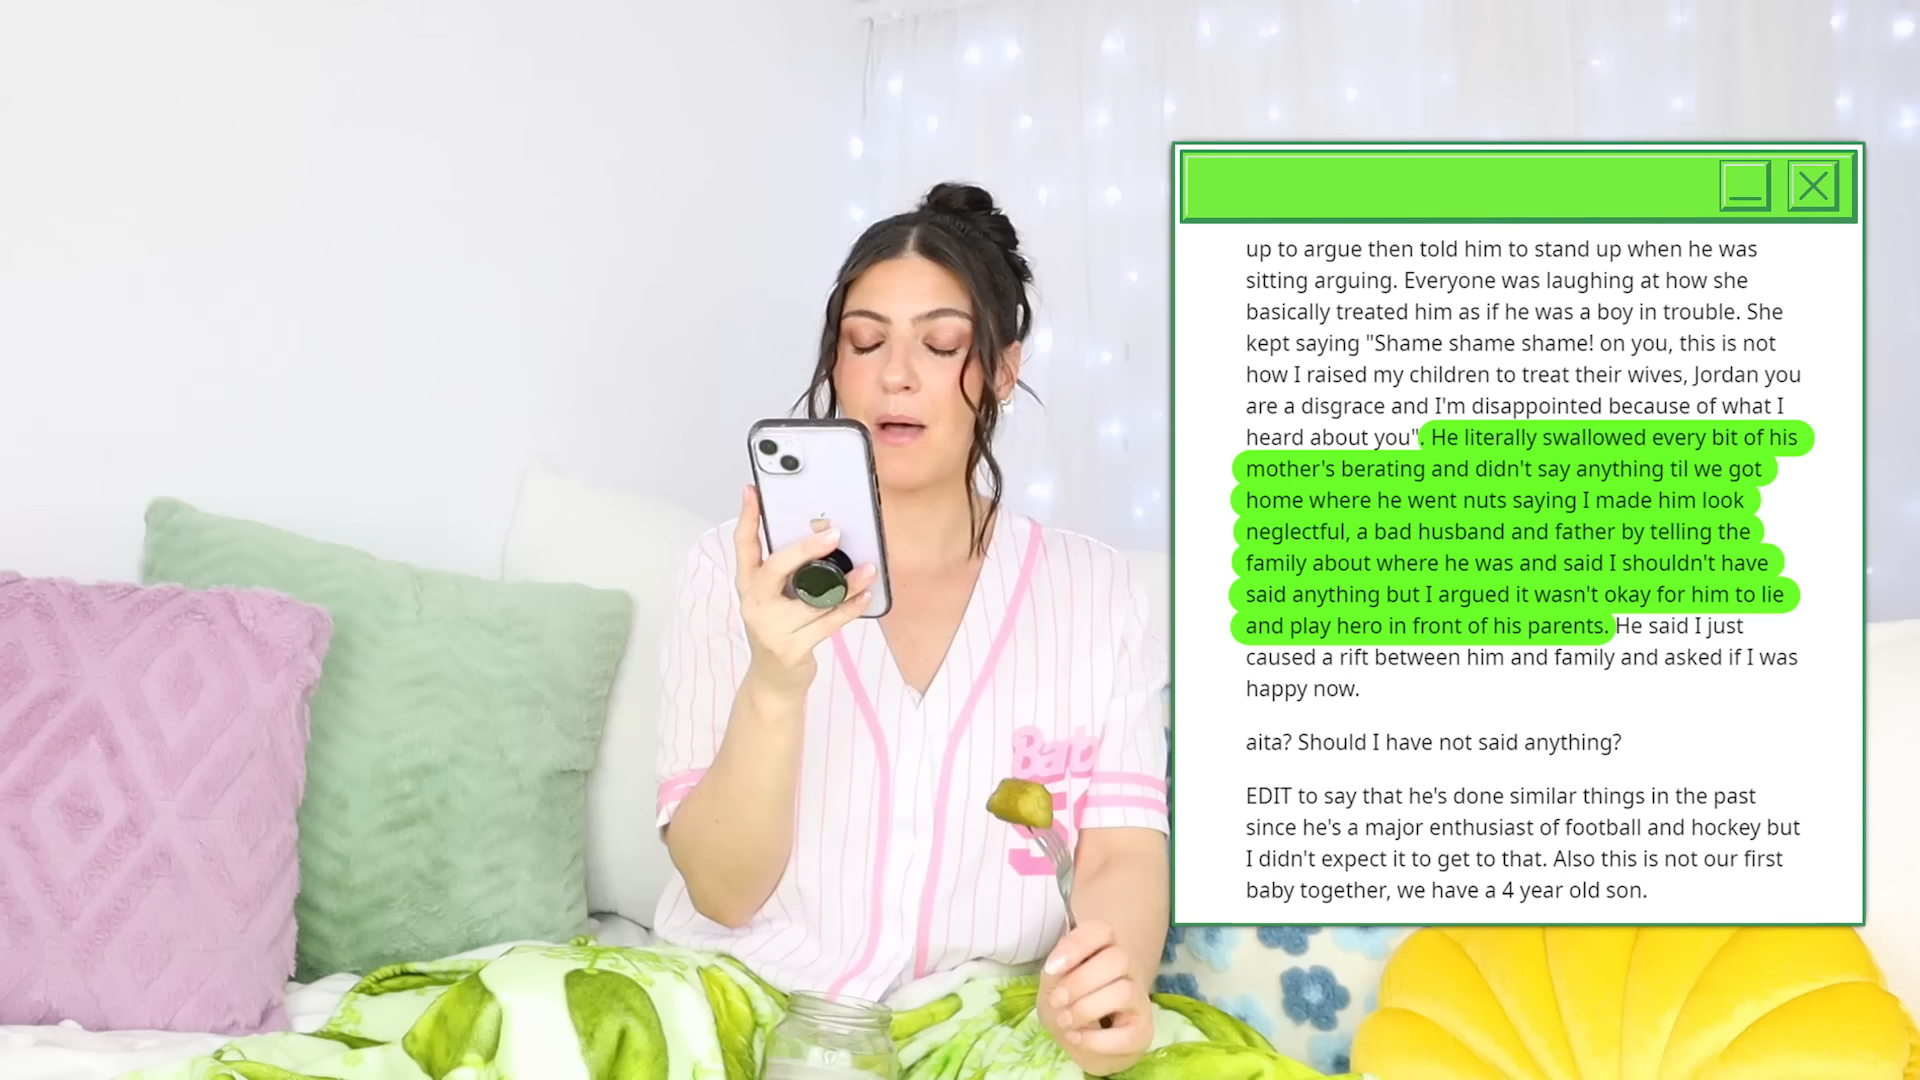 up to argue then told him to stand up when he was
sitting arguing. Everyone was laughing at how she
basically treated him as if he was a boy in trouble. She
kept saying "Shame shame shame! on you, this is not
how I raised my children to treat their wives, Jordan you
are a disgrace and I'm disappointed because of what I
heard about you". He literally swallowed every bit of his
mother's berating and didn't say anything til we got
home where he went nuts saying I made him look
neglectful, a bad husband and father by telling the
family about where he was and said I shouldn't have
said anything but I argued it wasn't okay for him to lie
and play hero in front of his parents. He said I just
caused a rift between him and family and asked if I was
happy now.
aita? Should I have not said anything?
EDIT to say that he's done similar things in the past
since he's a major enthusiast of football and hockey but
I didn't expect it to get to that. Also this is not our first
baby together, we have a 4 year old son.